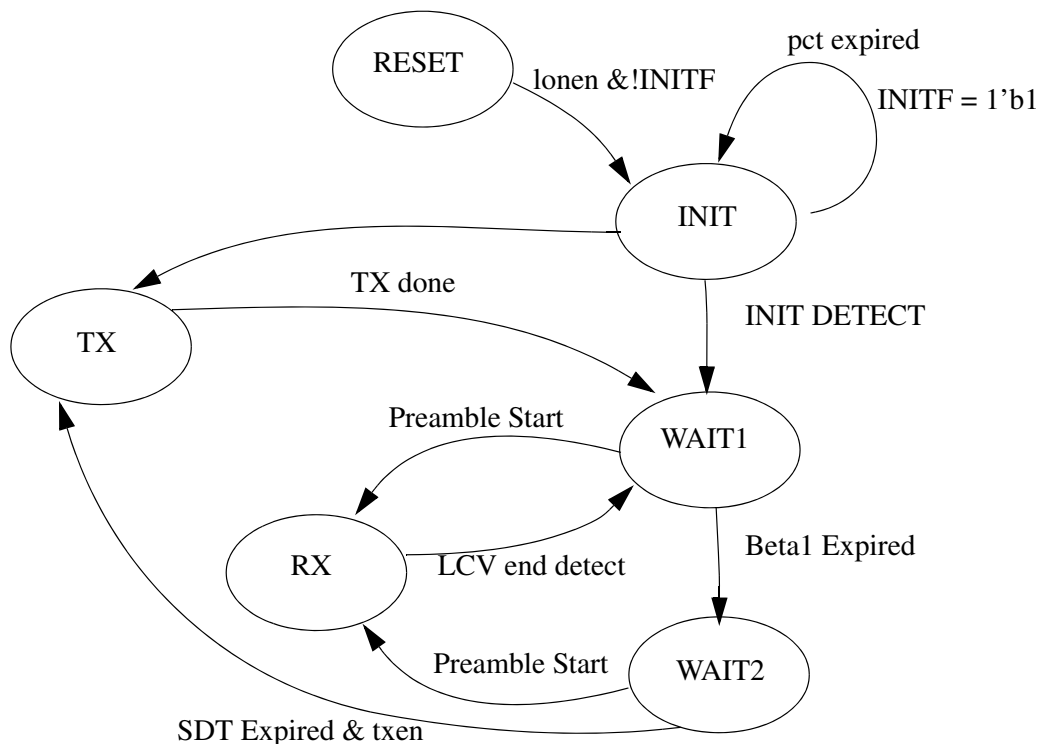 pct expired
RESET
lonen &!INITF
INITF = 1’b1
INIT
TX done
INIT DETECT
TX
Preamble Start
WAIT1
Beta1 Expired
RX
LCV end detect
Preamble Start
WAIT2
SDT Expired & txen